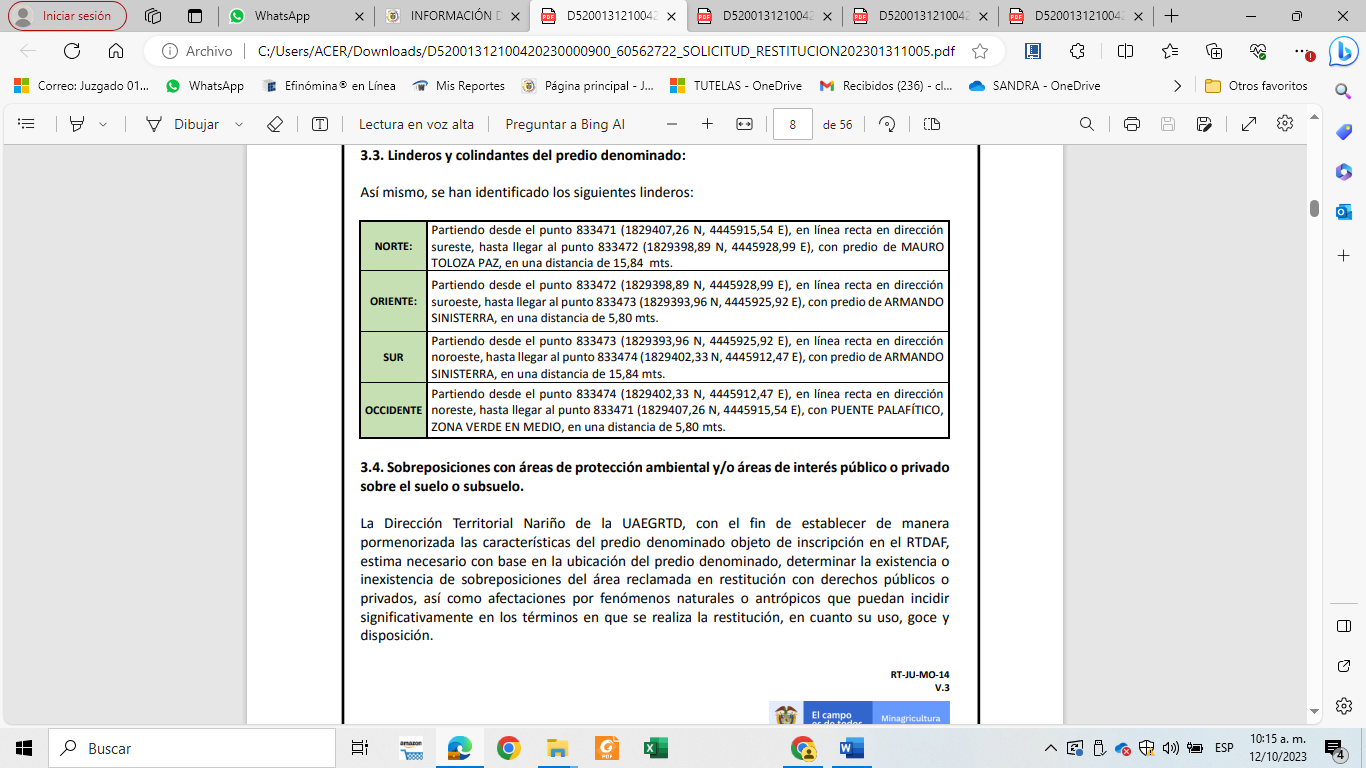 Iniciar sesión
WhatsApp
INFORMACIÓN D
D5200131210042
D5200131210042
D5200131210042
D5200131210042
Archivo
C:/Users/ACER/Downloads/D52001312100420230000900_60562722_SOLICITUD_RESTITUCION202301311005.pdf
Correo: Juzgado 01...
WhatsApp
Efinómina® en Línea
Mis Reportes
Página principal - J...
TUTELAS - OneDrive
Recibidos (236) - cl...
SANDRA - OneDrive
Otros favoritos
Dibujar
Lectura en voz alta
Preguntar a Bing AI
8
de 56
3.3. Linderos y colindantes del predio denominado:
Así mismo, se han identificado los siguientes linderos:
NORTE:
Partiendo desde el punto 833471 (1829407,26 N, 4445915,54 E), en línea recta en dirección
sureste, hasta llegar al punto 833472 (1829398,89 N, 4445928,99 E), con predio de MAURO
TOLOZA PAZ, en una distancia de 15,84 mts.
ORIENTE:
Partiendo desde el punto 833472 (1829398,89 N, 4445928,99 E), en línea recta en dirección
suroeste, hasta llegar al punto 833473 (1829393,96 N, 4445925,92 E), con predio de ARMANDO
SINISTERRA, en una distancia de 5,80 mts.
SUR
Partiendo desde el punto 833473 (1829393,96 N, 4445925,92 E), en línea recta en dirección
noroeste, hasta llegar al punto 833474 (1829402,33 N, 4445912,47 E), con predio de ARMANDO
SINISTERRA, en una distancia de 15,84 mts.
OCCIDENTE
Partiendo desde el punto 833474 (1829402,33 N, 4445912,47 E), en línea recta en dirección
noreste, hasta llegar al punto 833471 (1829407,26 N, 4445915,54 E), con PUENTE PALAFÍTICO,
ZONA VERDE EN MEDIO, en una distancia de 5,80 mts.
3.4. Sobreposiciones con áreas de protección ambiental y/o áreas de interés público o privado
sobre el suelo o subsuelo.
La Dirección Territorial Nariño de la UAEGRTD, con el fin de establecer de manera
pormenorizada las características del predio denominado objeto de inscripción en el RTDAF,
estima necesario con base en la ubicación del predio denominado, determinar la existencia o
inexistencia de sobreposiciones del área reclamada en restitución con derechos públicos o
privados, así como afectaciones por fenómenos naturales o antrópicos que puedan incidir
significativamente en los términos en que se realiza la restitución, en cuanto su uso, goce y
disposición.
RT-JU-MO-14
V.3
El campo
es de todos
Minagricultura
Buscar
amazon
ESP
10:15 a. m.
12/10/2023
4